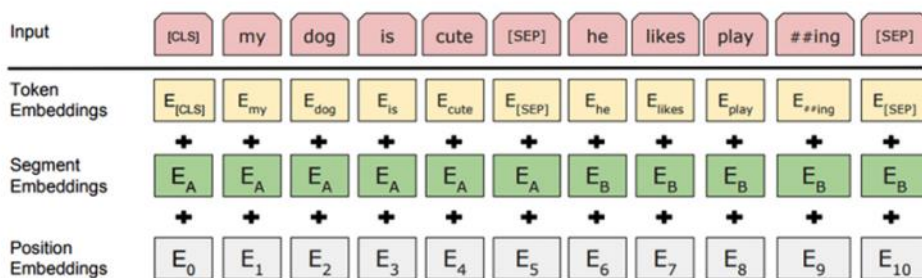 Input [CLS] my dog is cute [SEP] he likes play ##ing [SEP]
Token
Embeddings E[CLS] Emy Edog Eis Ecute E[SEP] Ehe Elikes Eplay E##ing E[SEP]
+ + + + + + + + + + +
Segment
Embeddings EA EA EA EA EA EA EB EB EB EB EB
+ + + + + + + + + + +
Position
Embeddings E0 E1 E2 E3 E4 E5 E6 E7 E8 E9 E10